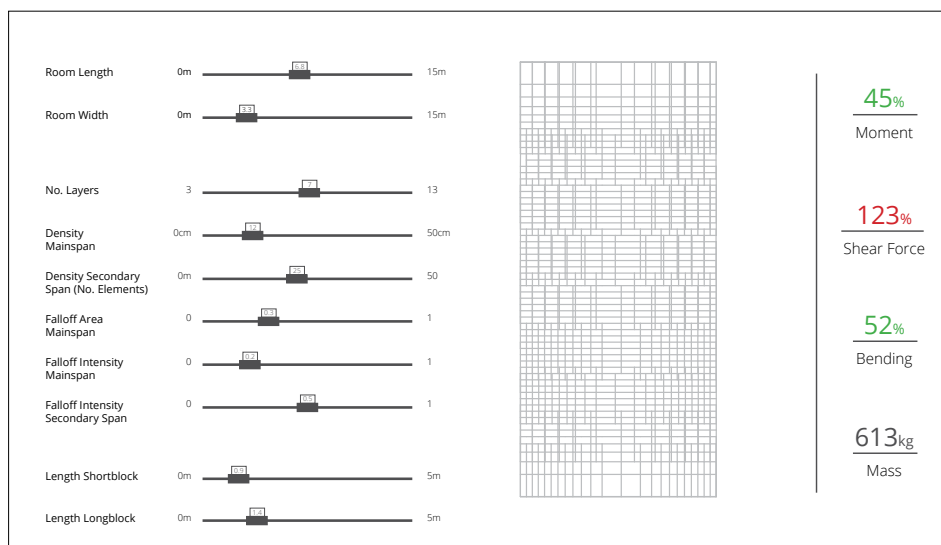 Room Length 0m 6.8 15m
Room Width 0m 3.3 15m
No. Layers 3 7 13
Density
Mainspan 0cm 12 50cm
Density Secondary
Span (No. Elements) 0m 25 50
Falloff Area
Mainspan 0 0.3 1
Falloff Intensity
Mainspan 0 0.2 1
Falloff Intensity
Secondary Span 0 0.5 1
Length Shortblock 0m 0.9 5m
Length Longblock 0m 1.4 5m
45%
Moment
123%
Shear Force
52%
Bending
613kg
Mass